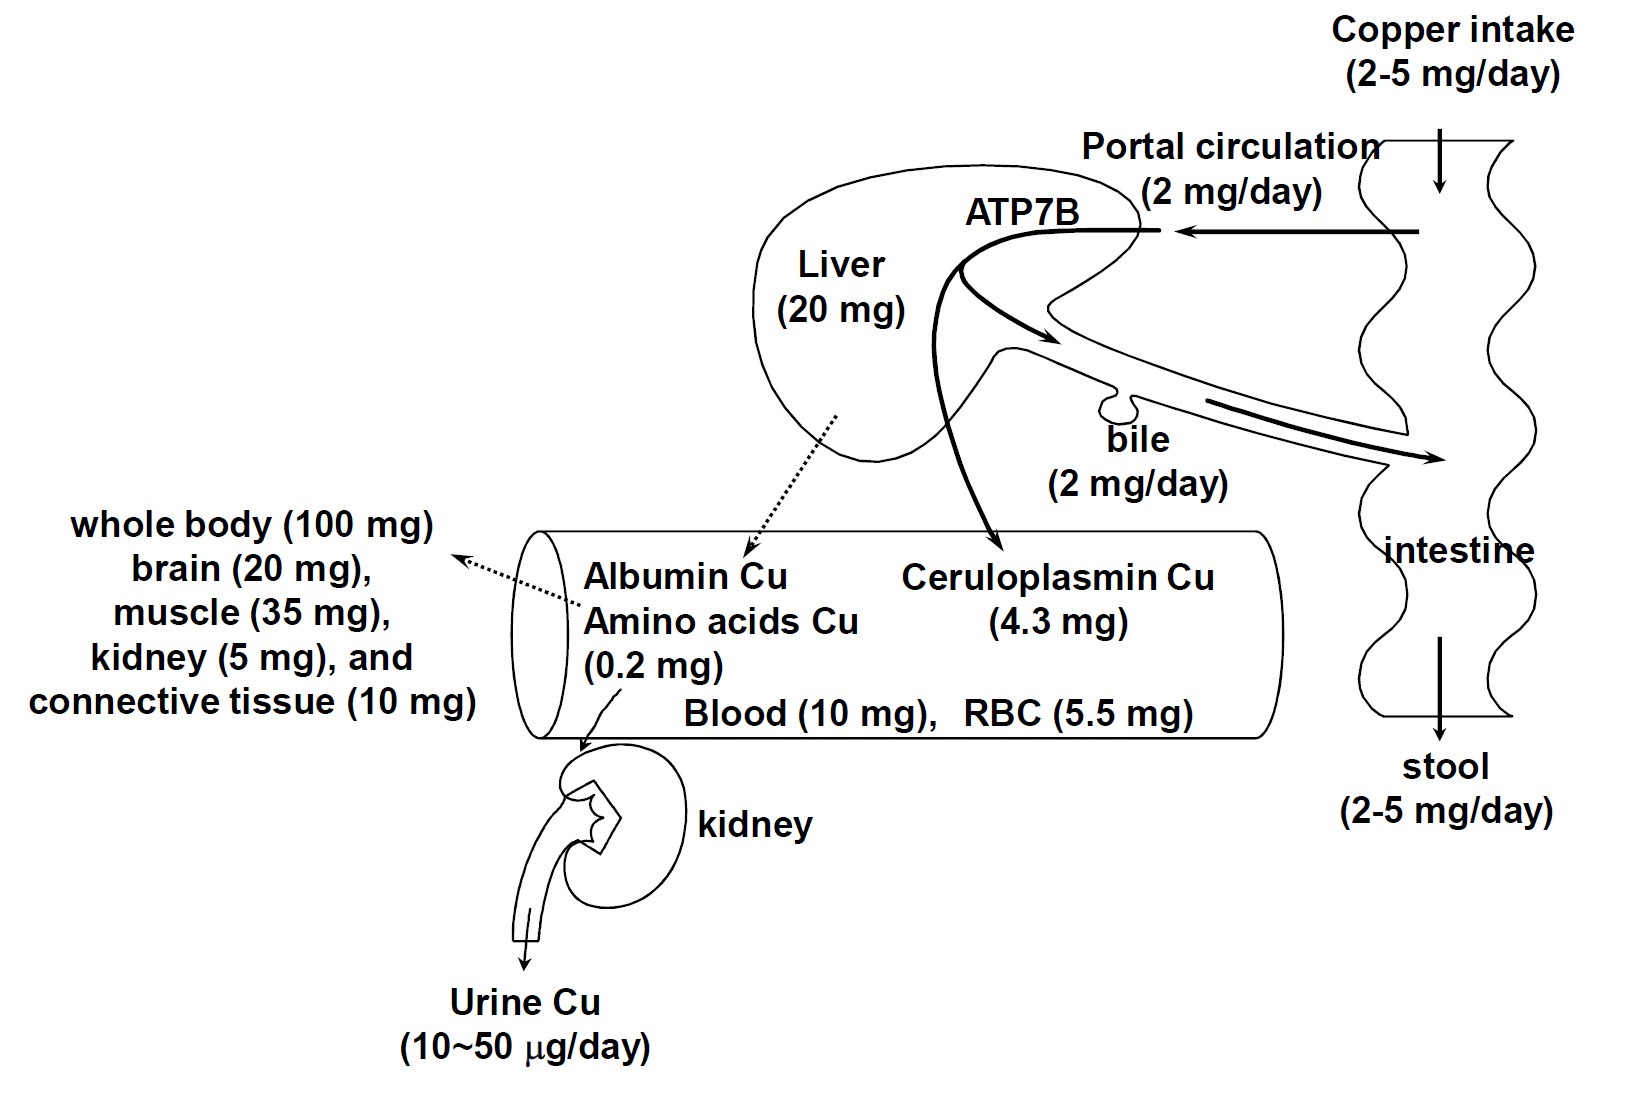 Copper intake
(2-5 mg/day)
Portal circulation
(2 mg/day)
ATP7B
Liver
(20 mg)
bile
(2 mg/day)
whole body (100 mg)
brain (20 mg),
muscle (35 mg),
kidney (5 mg), and
connective tissue (10 mg)
Albumin Cu
Amino acids Cu
(0.2 mg)
Ceruloplasmin Cu
(4.3 mg)
Blood (10 mg), RBC (5.5 mg)
intestine
stool
(2-5 mg/day)
kidney
Urine Cu
(10~50 μg/day)